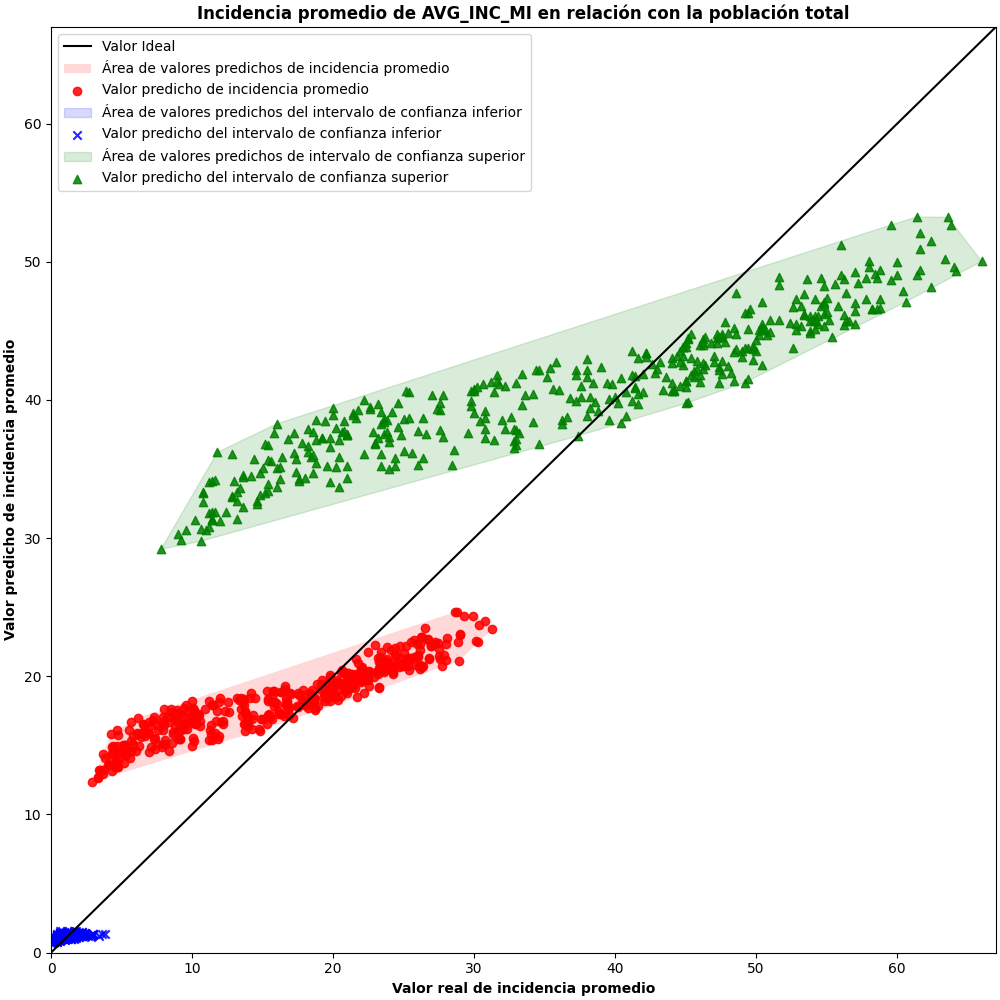 Incidencia promedio de AVG_INC_MI en relación con la población total
Valor Ideal
Área de valores predichos de incidencia promedio
Valor predicho de incidencia promedio
Área de valores predichos del intervalo de confianza inferior
Valor predicho del intervalo de confianza inferior
Área de valores predichos de intervalo de confianza superior
Valor predicho del intervalo de confianza superior
Valor predicho de incidencia promedio
60
50
40
30
20
10
0
0 10 20 30 40 50 60
Valor real de incidencia promedio